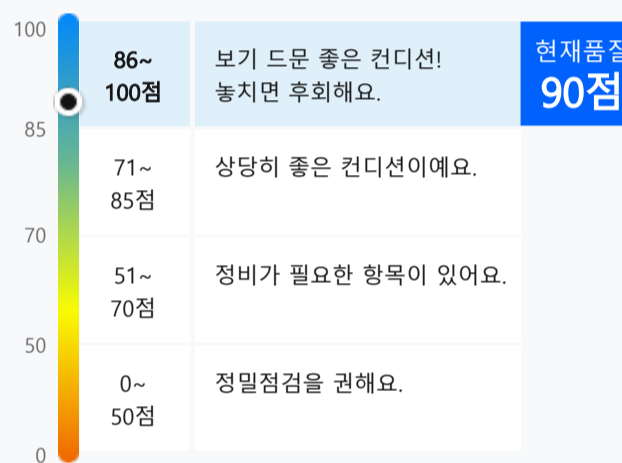 100
86~
100점
보기 드문 좋은 컨디션!
놓치면 후회해요.
현재품질
90점
85
71~
85점
상당히 좋은 컨디션이예요.
70
51~
70점
정비가 필요한 항목이 있어요.
50
0~
50점
정밀점검을 권해요.
0